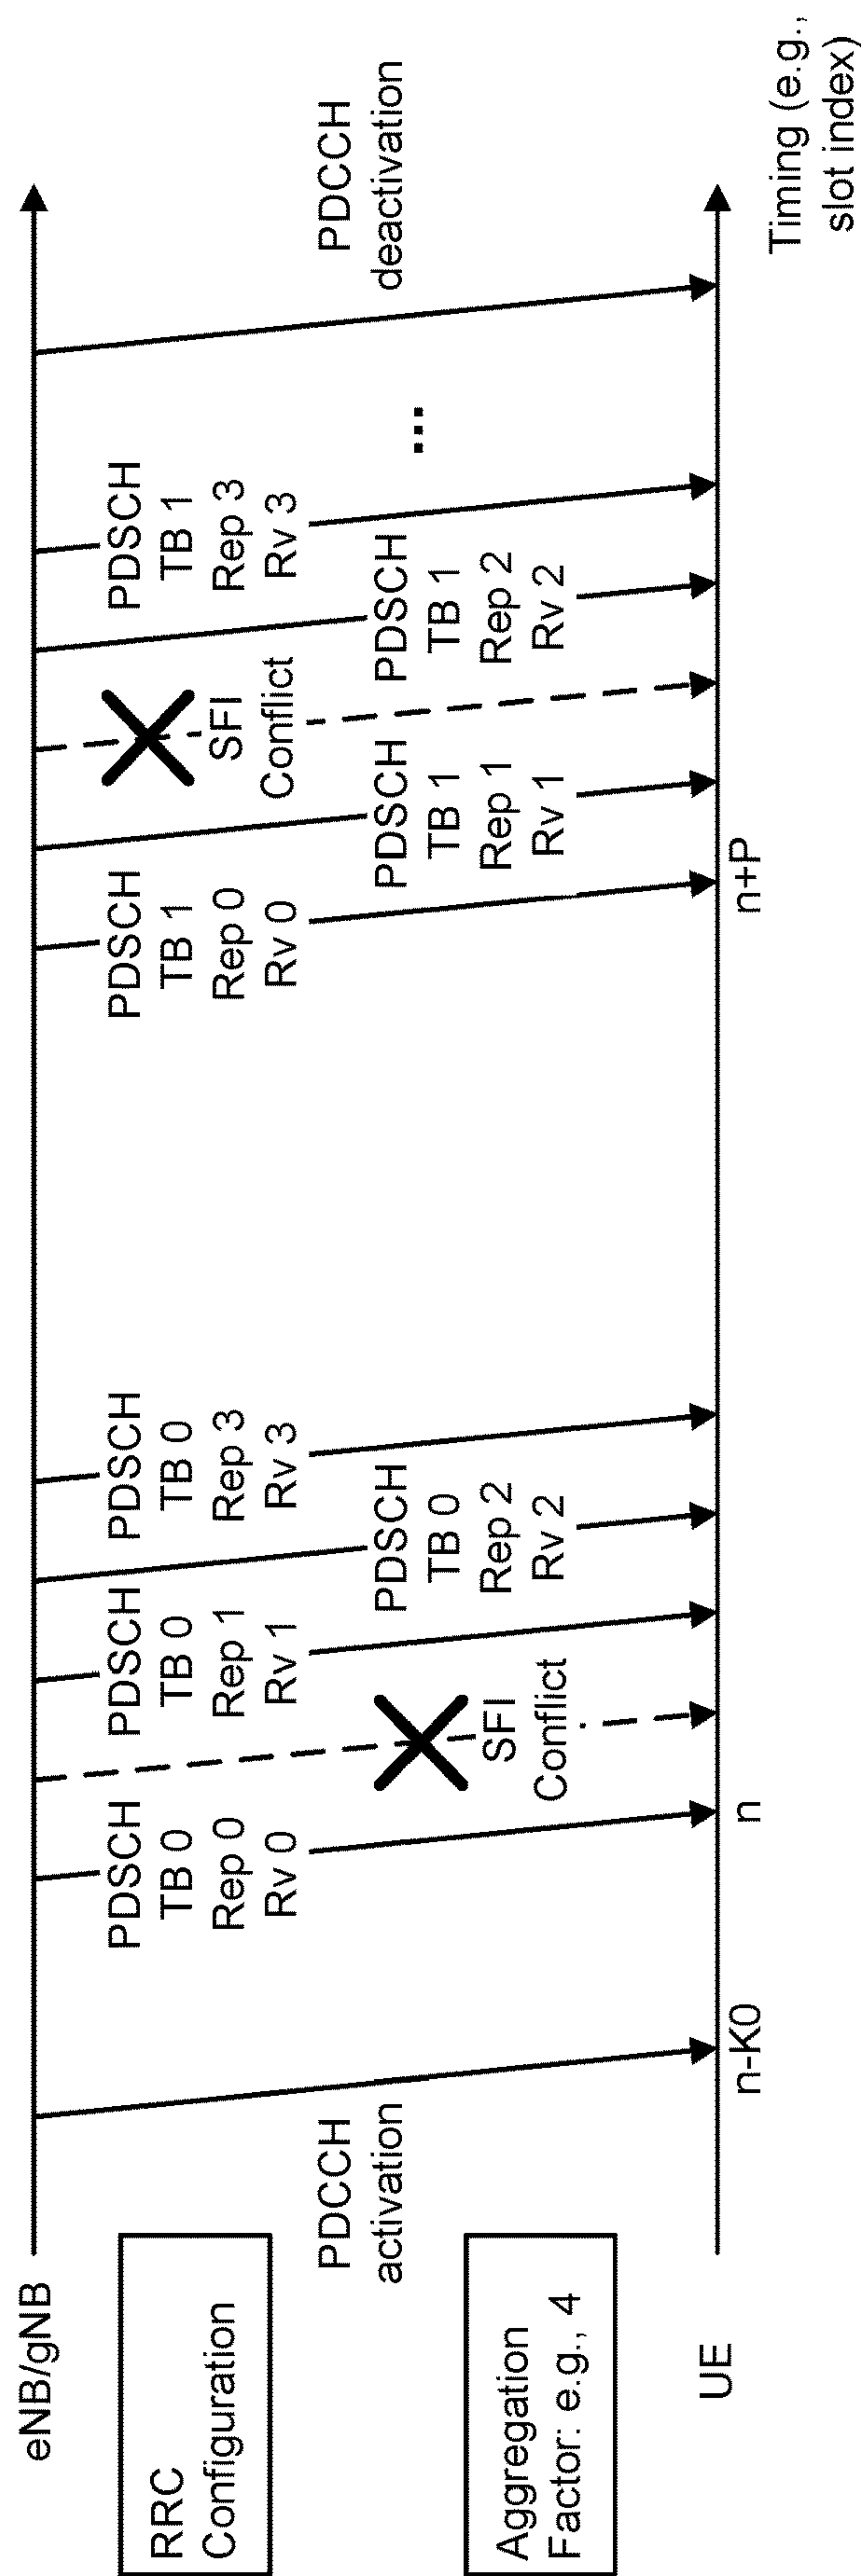 eNB/gNB
RRC
Configuration
Aggregation
Factor: e.g., 4
UE
PDCCH
activation
n-K0
PDSCH
TB 0
Rep 0
Rv 0
n
SFI
Conflict
PDSCH
TB 0
Rep 1
Rv 1
PDSCH
TB 0
Rep 2
Rv 2
PDSCH
TB 0
Rep 3
Rv 3
PDSCH
TB 1
Rep 0
Rv 0
n+P
PDSCH
TB 1
Rep 1
Rv 1
SFI
Conflict
PDSCH
TB 1
Rep 2
Rv 2
PDSCH
TB 1
Rep 3
Rv 3
...
PDCCH
deactivation
Timing (e.g.,
slot index)